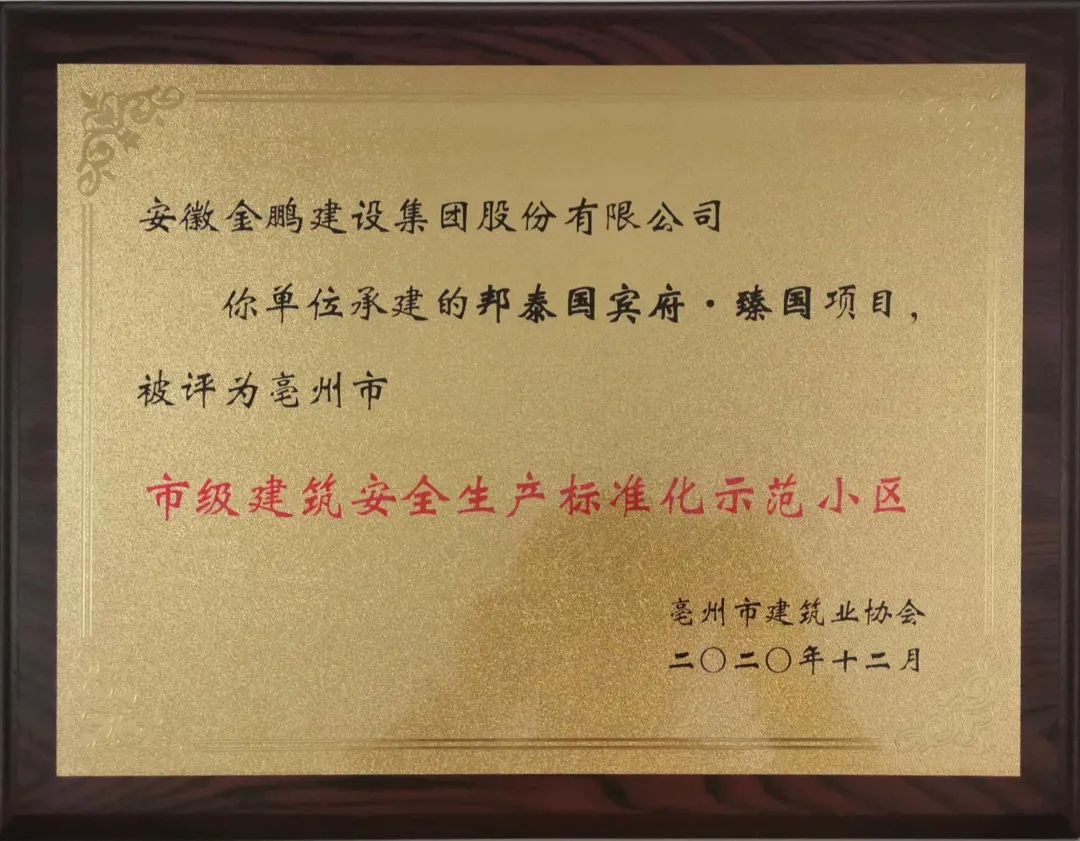 安徽金鹏建设集团股份有限公司
你单位承建的邦泰国宾府·臻国项目，
被评为亳州市
市级建筑安全生产标准化示范小区
亳州市建筑业协会
二〇二〇年十二月